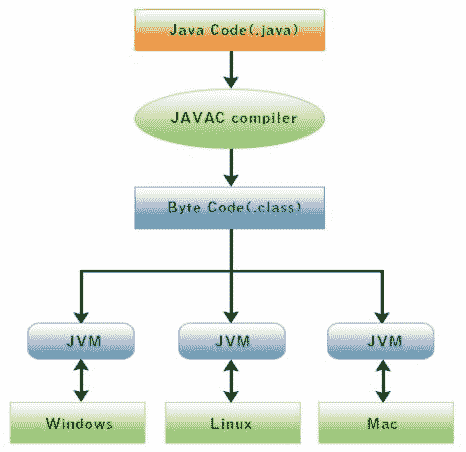 Java Code(.java)
JAVAC compiler
Byte Code(.class)
JVM
JVM
JVM
Windows
Linux
Mac